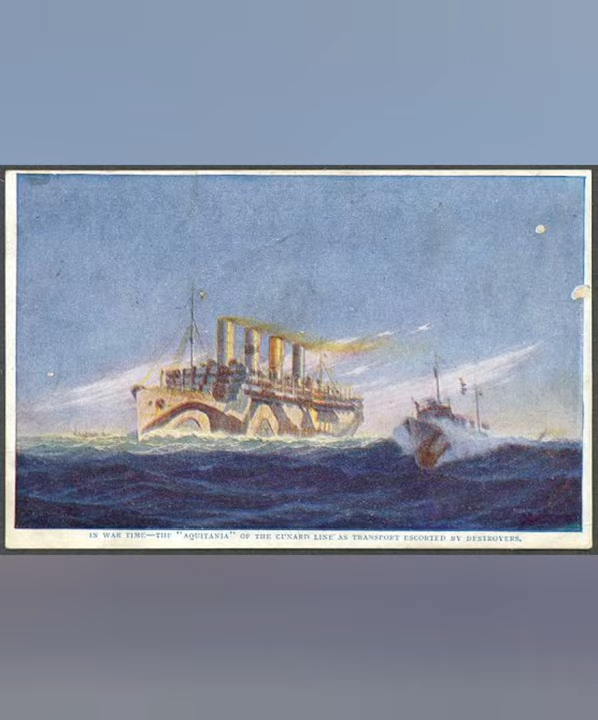 IN WAR TIME—THE "AQUITANIA" OF THE CUNARD LINE AS TRANSPORT ESCORTED BY DESTROYERS.